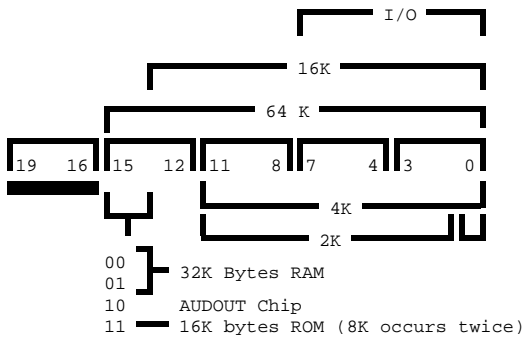 I/O
16K
64 K
19 16 15 12 11 8 7 4 3 0
4K
2K
00
01
32K Bytes RAM
10 AUDOUT Chip
11 16K bytes ROM (8K occurs twice)